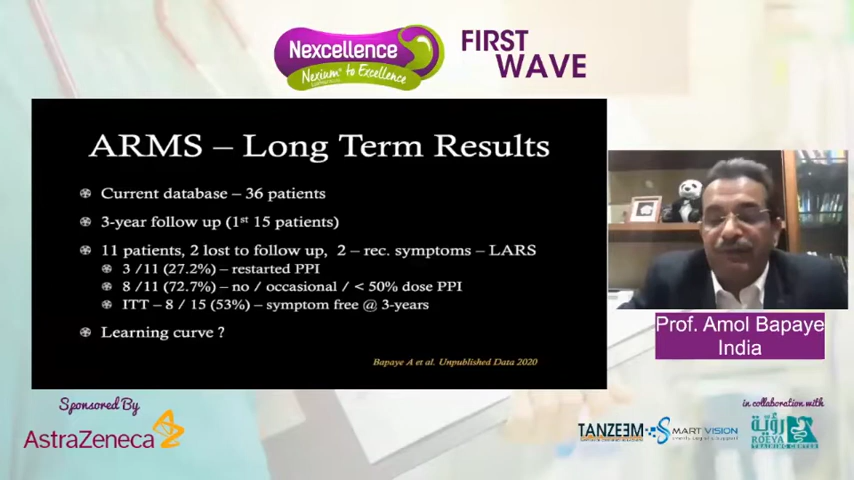 Nexcellence
Nexium to Excellence
FIRST
WAVE
ARMS – Long Term Results
Current database – 36 patients
3-year follow up (1st 15 patients)
11 patients, 2 lost to follow up, 2 – rec. symptoms – LARS
3 /11 (27.2%) – restarted PPI
8 /11 (72.7%) – no / occasional / < 50% dose PPI
ITT – 8 / 15 (53%) – symptom free @ 3-years
Learning curve ?
Bapaye A et al. Unpublished Data 2020
Prof. Amol Bapaye
India
Sponsored By
AstraZeneca
in collaboration with
TANZEEM
SMART VISION
رؤية
ROEYA
TRAINING CENTER